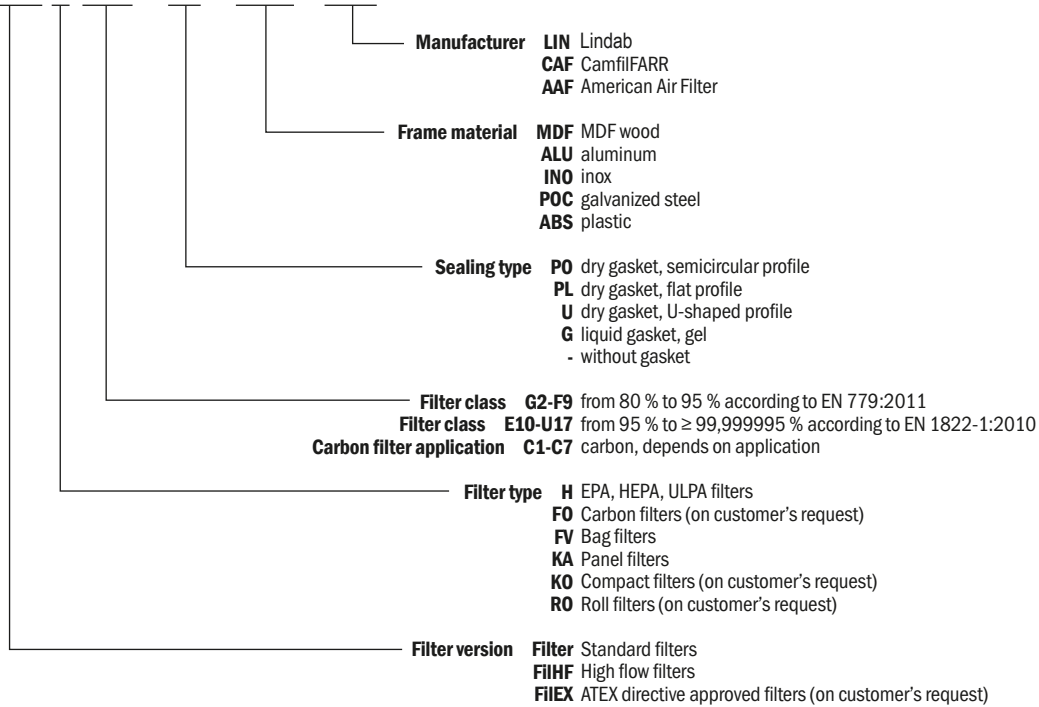 Manufacturer LIN Lindab
CAF CamfilFARR
AAF American Air Filter
Frame material MDF MDF wood
ALU aluminum
INO inox
POC galvanized steel
ABS plastic
Sealing type PO dry gasket, semicircular profile
PL dry gasket, flat profile
U dry gasket, U-shaped profile
G liquid gasket, gel
- without gasket
Filter class G2-F9 from 80 % to 95 % according to EN 779:2011
Filter class E10-U17 from 95 % to ≥ 99,999995 % according to EN 1822-1:2010
Carbon filter application C1-C7 carbon, depends on application
Filter type H EPA, HEPA, ULPA filters
FO Carbon filters (on customer's request)
FV Bag filters
KA Panel filters
KO Compact filters (on customer's request)
RO Roll filters (on customer's request)
Filter version Filter Standard filters
FilHF High flow filters
FilEX ATEX directive approved filters (on customer's request)